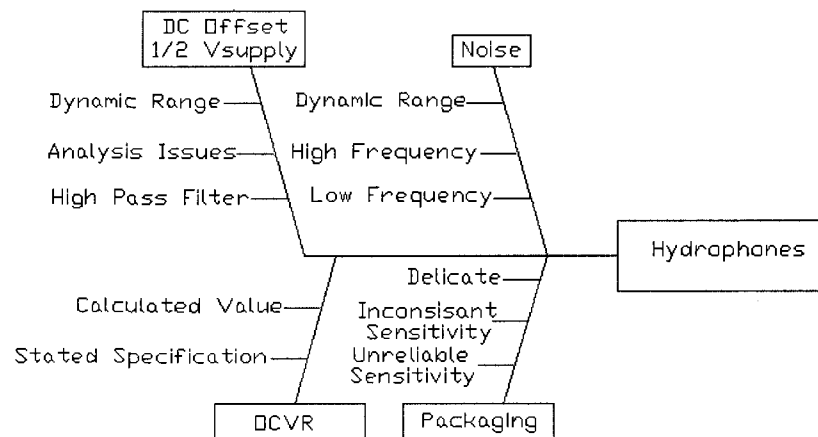 DC Offset
1/2 Vsupply
Noise
Dynamic Range
Analysis Issues
High Pass Filter
Dynamic Range
High Frequency
Low Frequency
Hydrophones
Calculated Value
Stated Specification
Delicate
Inconsisant
Sensitivity
Unreliable
Sensitivity
OCVR
Packaging